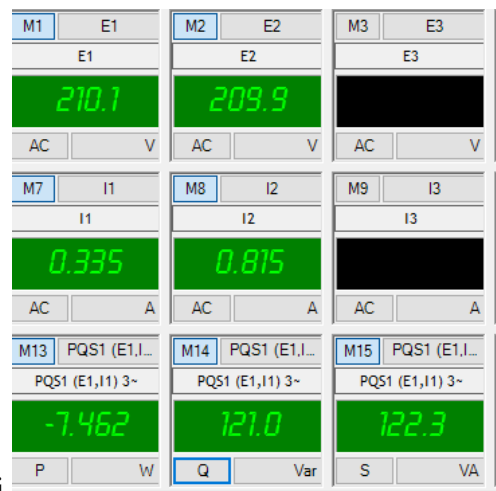 M1 E1 M2 E2 M3 E3
E1 E2 E3
210.1 209.9
AC V AC V AC V
M7 I1 M8 I2 M9 I3
I1 I2 I3
0.335 0.815
AC A AC A AC A
M13 PQS1 (E1,I... M14 PQS1 (E1,I... M15 PQS1 (E1,I...
PQS1 (E1,I1) 3~ PQS1 (E1,I1) 3~ PQS1 (E1,I1) 3~
-7.462 121.0 122.3
P W Q Var S VA